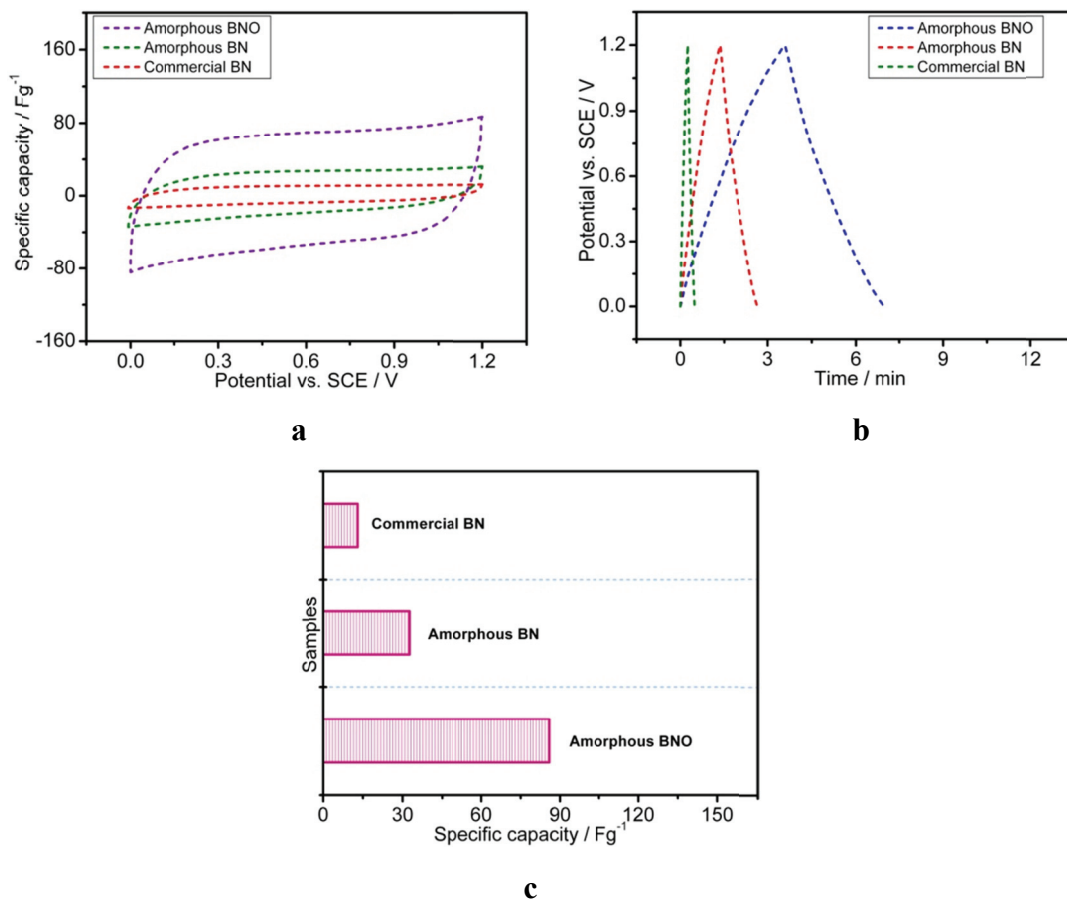 Amorphous BNO
Amorphous BN
Commercial BN
160
80
0
-80
-160
0.0 0.3 0.6 0.9 1.2
Specific capacity / Fg⁻¹
Potential vs. SCE / V
a
Amorphous BNO
Amorphous BN
Commercial BN
1.2
0.9
0.6
0.3
0.0
0 3 6 9 12
Potential vs. SCE / V
Time / min
b
Commercial BN
Amorphous BN
Amorphous BNO
Samples
0 30 60 90 120 150
Specific capacity / Fg⁻¹
c